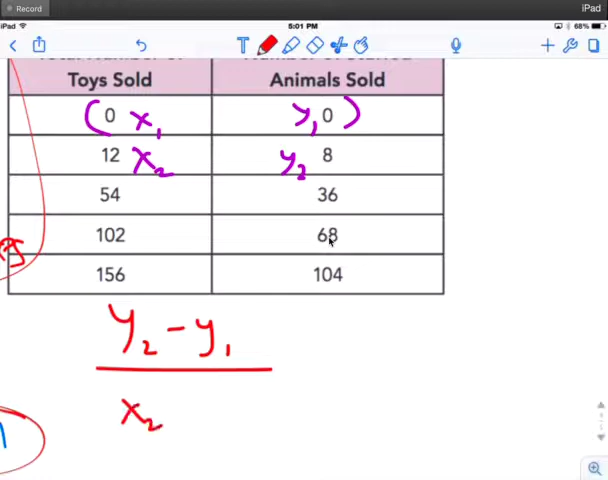 Record
iPad
iPad 5:01 PM 68%
T
Toys Sold Animals Sold
( 0 x₁ y₁ 0 )
12 x₂ y₂ 8
54 36
102 68
156 104
y₂ - y₁
x₂